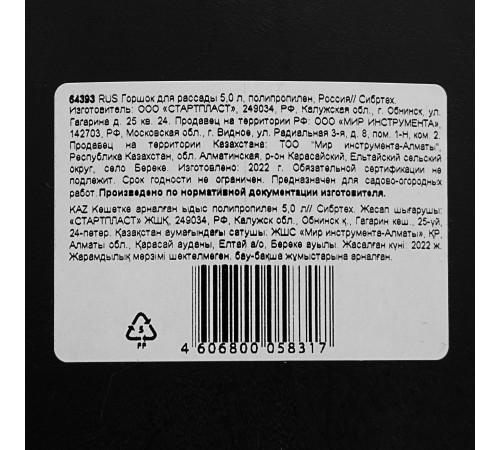 64393 RUS Горшок для рассады 5,0 л, полипропилен, Россия// Сибртех.
Изготовитель: ООО «СТАРТПЛАСТ», 249034, РФ, Калужская обл., г. Обнинск, ул.
Гагарина д. 25 кв. 24. Продавец на территории РФ: ООО «МИР ИНСТРУМЕНТА»,
142703, РФ, Московская обл., г. Видное, ул. Радиальная 3-я, д. 8, пом. 1-Н, ком. 2.
Продавец на территории Казахстана: ТОО "Мир инструмента-Алматы",
Республика Казахстан, обл. Алматинская, р-он Карасайский, Ельтайский сельский
округ, село Береке. Изготовлено: 2022 г. Обязательной сертификации не
подлежит. Срок годности не ограничен. Предназначен для садово-огородных
работ. Произведено по нормативной документации изготовителя.
KAZ Көшетке арналған ыдыс полипропилен 5,0 л// Сибртех. Жасап шығарушы:
«СТАРТПЛАСТ» ЖШҚ, 249034, РФ, Калужск обл., Обнинск қ., Гагарин көш., 25-үй,
24-пәтер. Қазақстан аумағындағы сатушы: ЖШС «Мир инструмента-Алматы», ҚР,
Алматы обл., Қарасай ауданы, Елтай а/о, Береке ауылы. Жасалған күні: 2022 ж.
Жарамдылық мерзімі шектелмеген, бау-бақша жұмыстарына арналған.
5
PP
4 606800 058317